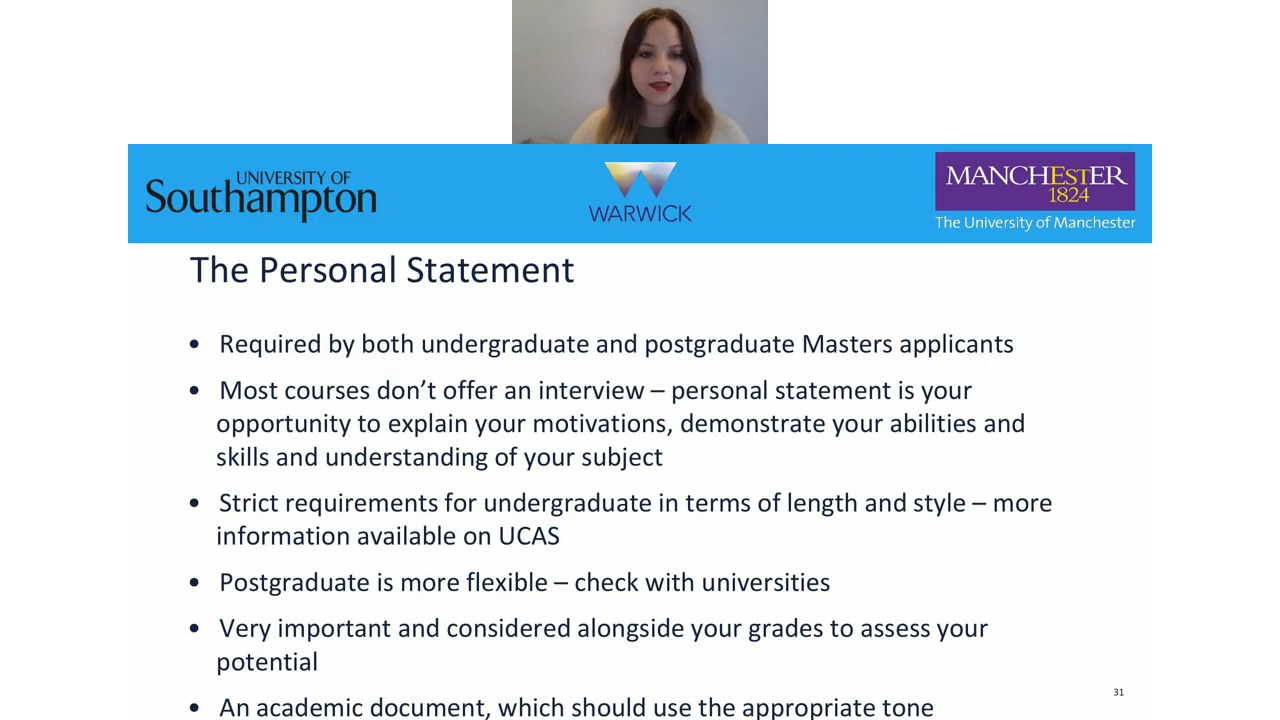 UNIVERSITY OF
Southampton
WARWICK
MANCHESTER
1824
The University of Manchester
The Personal Statement
• Required by both undergraduate and postgraduate Masters applicants
• Most courses don’t offer an interview – personal statement is your
opportunity to explain your motivations, demonstrate your abilities and
skills and understanding of your subject
• Strict requirements for undergraduate in terms of length and style – more
information available on UCAS
• Postgraduate is more flexible – check with universities
• Very important and considered alongside your grades to assess your
potential
• An academic document, which should use the appropriate tone
31